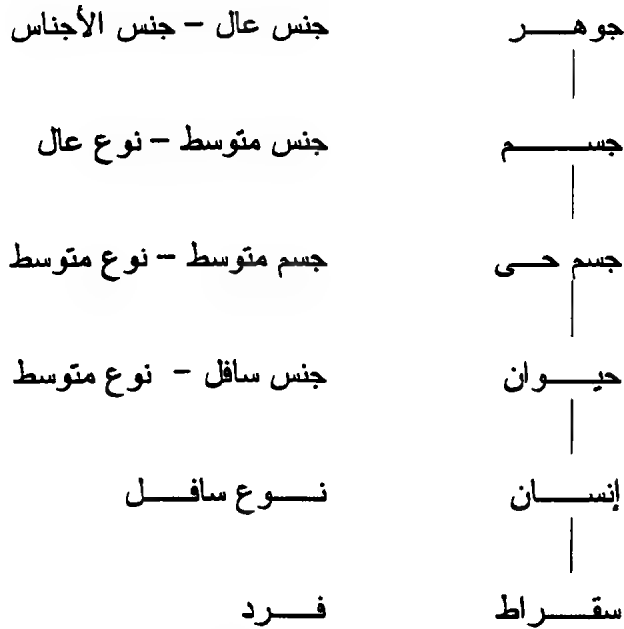 جوهر جنس عال – جنس الأجناس
جسم جنس متوسط – نوع عال
جسم حى جسم متوسط – نوع متوسط
حيوان جنس سافل – نوع متوسط
إنسان نوع سافل
سقراط فرد